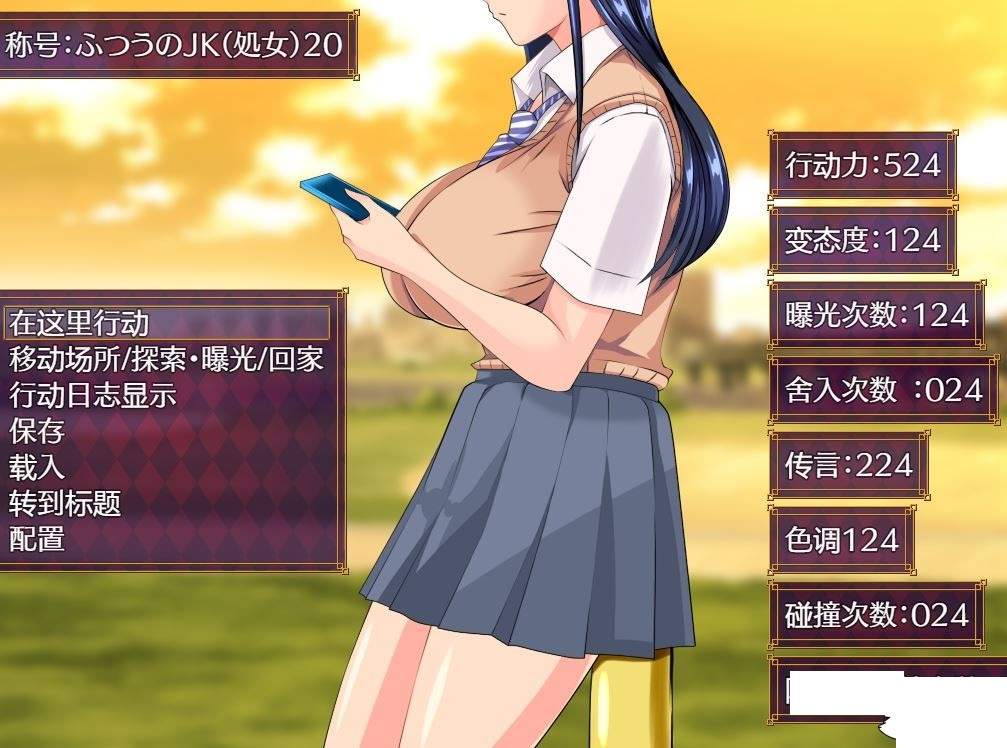 称号:ふつうのJK(処女)20
在这里行动
移动场所/探索・曝光/回家
行动日志显示
保存
载入
转到标题
配置
行动力:524
变态度:124
曝光次数:124
舍入次数 :024
传言:224
色调124
碰撞次数:024